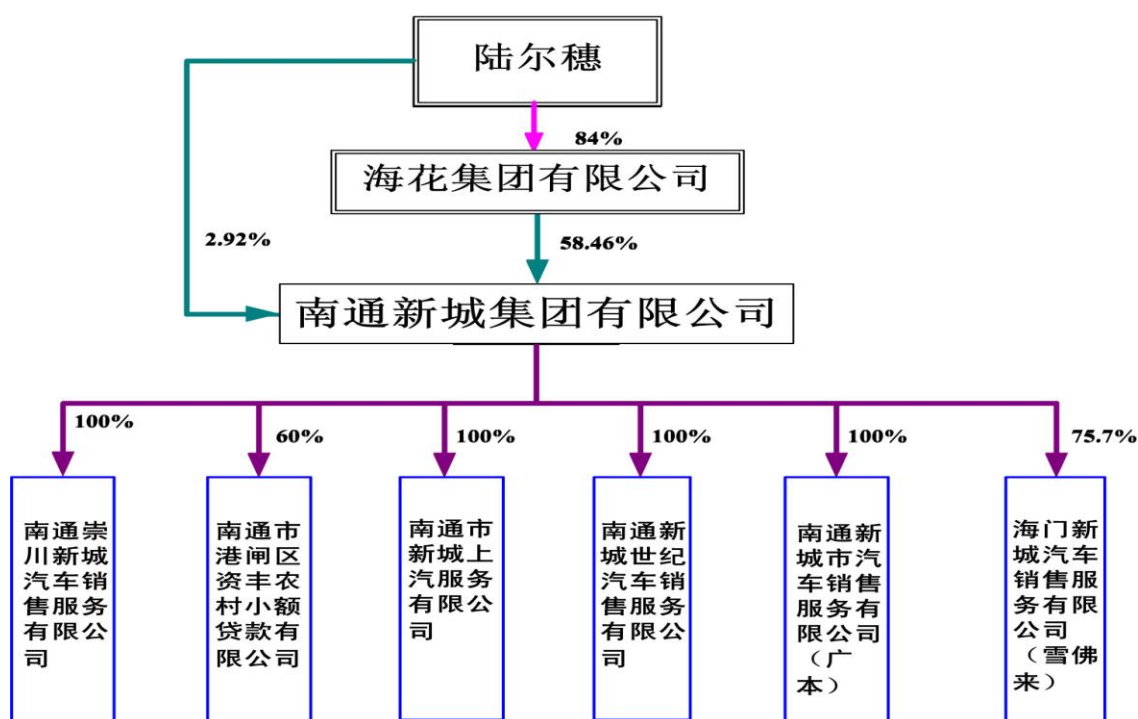 陆尔穗
84%
海花集团有限公司
2.92%
58.46%
南通新城集团有限公司
100%
60%
100%
100%
100%
75.7%
南通崇
川新城
汽车销
售服务
有限公
司
南通市
港闸区
资丰农
村小额
贷款有
限公司
南通市
新城上
汽服务
有限公
司
南通新
城世纪
汽车销
售服务
有限公
司
南通新
城市汽
车销售
服务有
限公司
（广
本）
海门新
城汽车
销售服
务有限
公司
（雪佛
来）